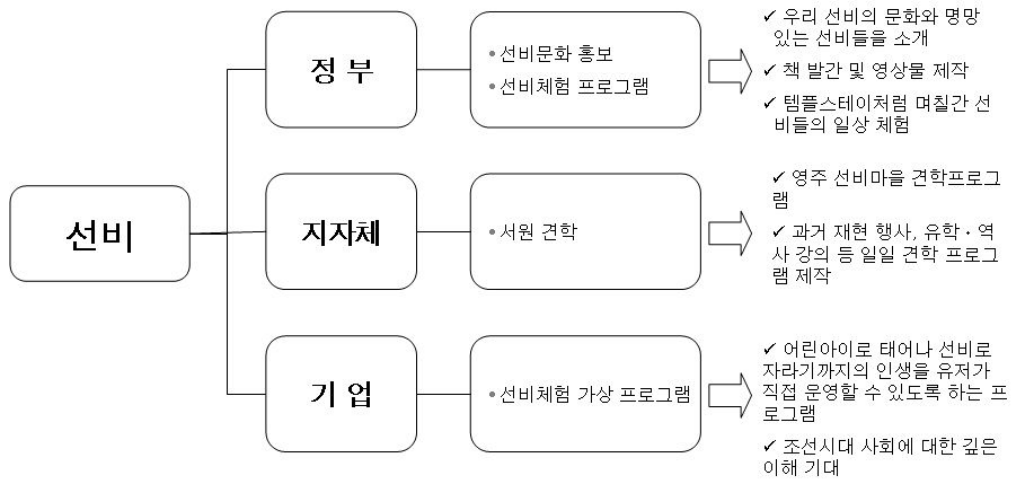 선비
정 부
• 선비문화 홍보
• 선비체험 프로그램
✓ 우리 선비의 문화와 명망
있는 선비들을 소개
✓ 책 발간 및 영상물 제작
✓ 템플스테이처럼 며칠간 선
비들의 일상 체험
지자체
• 서원 견학
✓ 영주 선비마을 견학프로그
램
✓ 과거 재현 행사, 유학 · 역
사 강의 등 일일 견학 프로그
램 제작
기 업
• 선비체험 가상 프로그램
✓ 어린아이로 태어나 선비로
자라기까지의 인생을 유저가
직접 운영할 수 있도록 하는 프
로그램
✓ 조선시대 사회에 대한 깊은
이해 기대